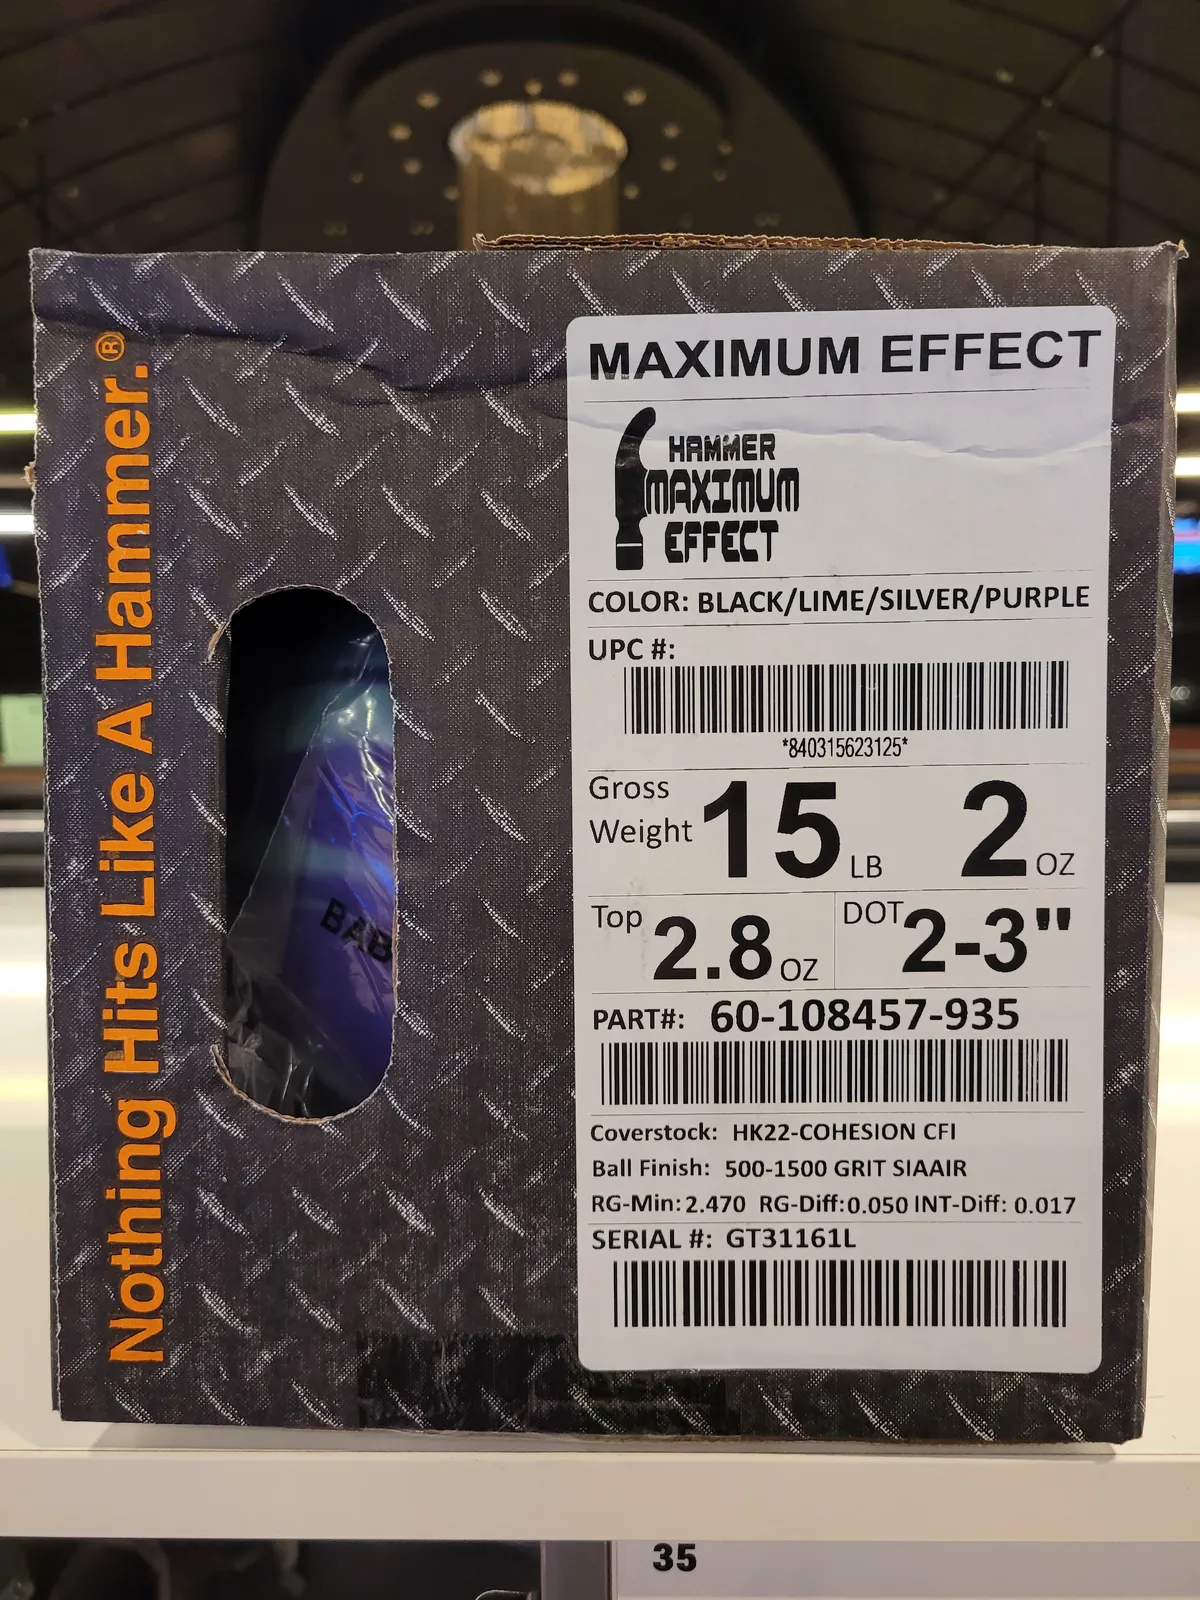 Nothing Hits Like A Hammer.®
MAXIMUM EFFECT
HAMMER
MAXIMUM
EFFECT
COLOR: BLACK/LIME/SILVER/PURPLE
UPC #:
*840315623125*
Gross Weight 15 LB 2 OZ
Top 2.8 OZ DOT 2-3"
PART#: 60-108457-935
Coverstock: HK22-COHESION CFI
Ball Finish: 500-1500 GRIT SIAAIR
RG-Min: 2.470 RG-Diff: 0.050 INT-Diff: 0.017
SERIAL #: GT31161L
BAB
35